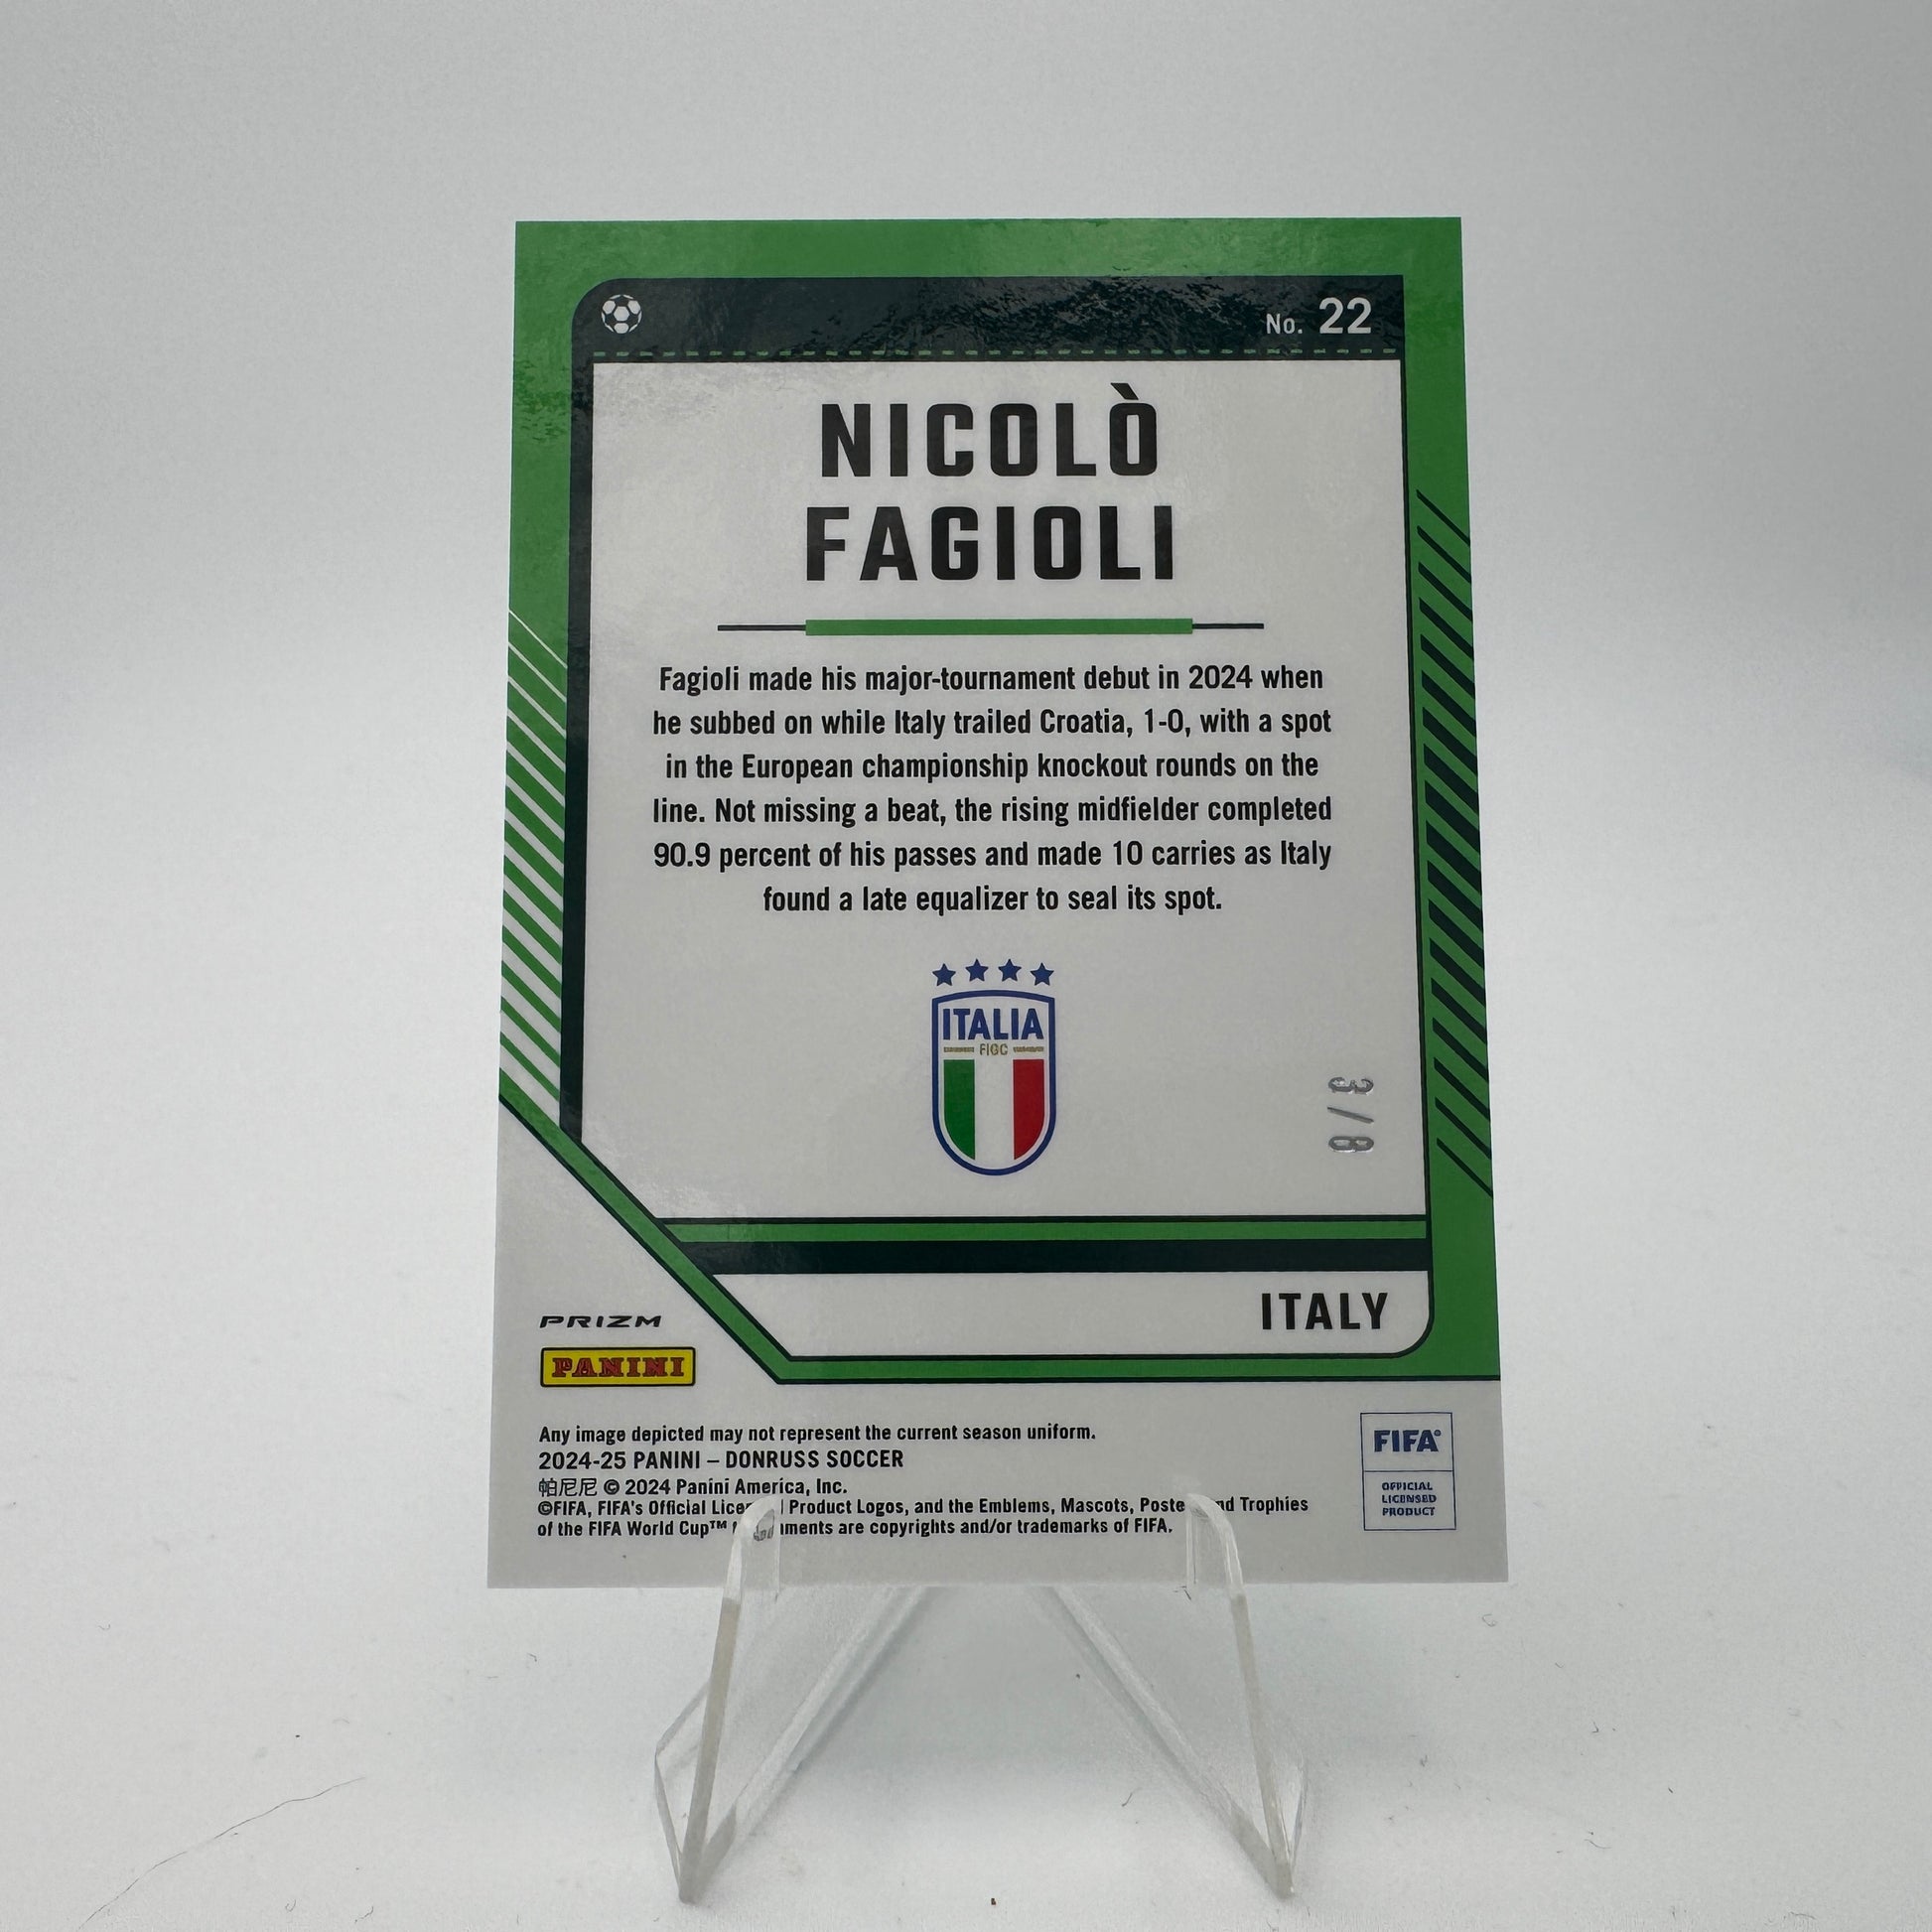 No. 22
NICOLÒ
FAGIOLI
Fagioli made his major-tournament debut in 2024 when
he subbed on while Italy trailed Croatia, 1-0, with a spot
in the European championship knockout rounds on the
line. Not missing a beat, the rising midfielder completed
90.9 percent of his passes and made 10 carries as Italy
found a late equalizer to seal its spot.
ITALIA
FIGC
3/8
ITALY
PRIZM
PANINI
Any image depicted may not represent the current season uniform.
2024-25 PANINI – DONRUSS SOCCER
帕尼尼 © 2024 Panini America, Inc.
©FIFA, FIFA's Official Product Logos, and the Emblems, Mascots, Trophies
of the FIFA World Cup™ are copyrights and/or trademarks of FIFA.
FIFA®
OFFICIAL
LICENSED
PRODUCT